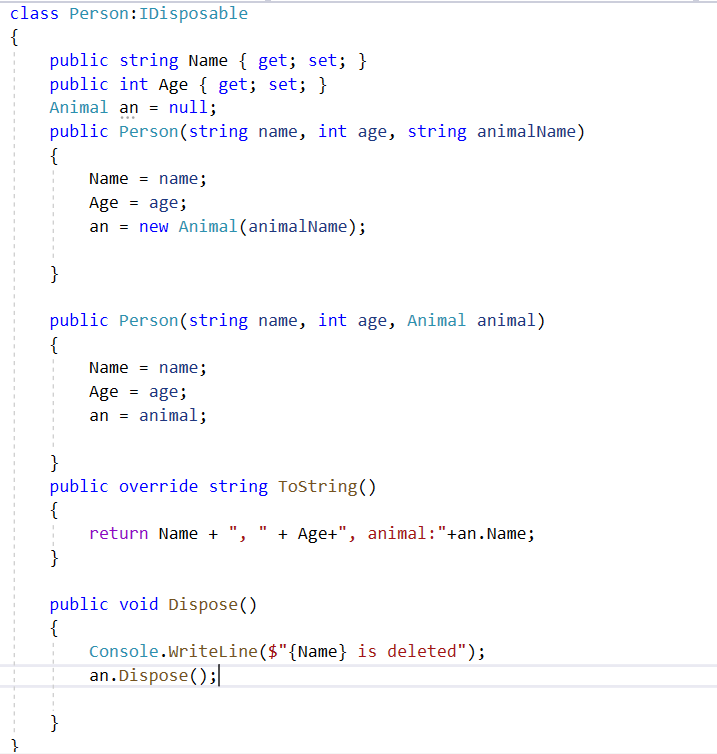 class Person:IDisposable
{
    public string Name { get; set; }
    public int Age { get; set; }
    Animal an = null;
    public Person(string name, int age, string animalName)
    {
        Name = name;
        Age = age;
        an = new Animal(animalName);
    }
    public Person(string name, int age, Animal animal)
    {
        Name = name;
        Age = age;
        an = animal;
    }
    public override string ToString()
    {
        return Name + ", " + Age+", animal:"+an.Name;
    }
    public void Dispose()
    {
        Console.WriteLine($"{Name} is deleted");
        an.Dispose();
    }
}